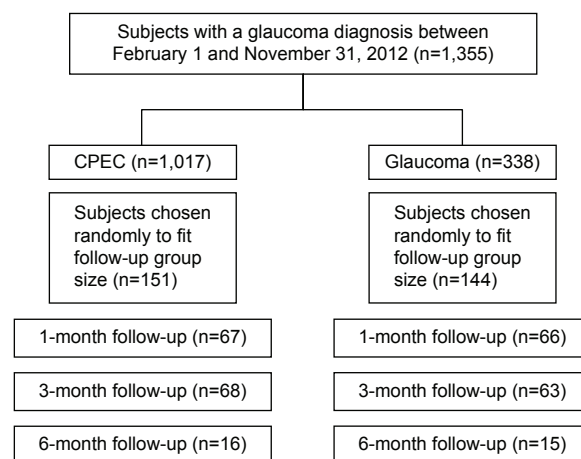 Subjects with a glaucoma diagnosis between
February 1 and November 31, 2012 (n=1,355)
CPEC (n=1,017)
Glaucoma (n=338)
Subjects chosen
randomly to fit
follow-up group
size (n=151)
Subjects chosen
randomly to fit
follow-up group
size (n=144)
1-month follow-up (n=67)
1-month follow-up (n=66)
3-month follow-up (n=68)
3-month follow-up (n=63)
6-month follow-up (n=16)
6-month follow-up (n=15)